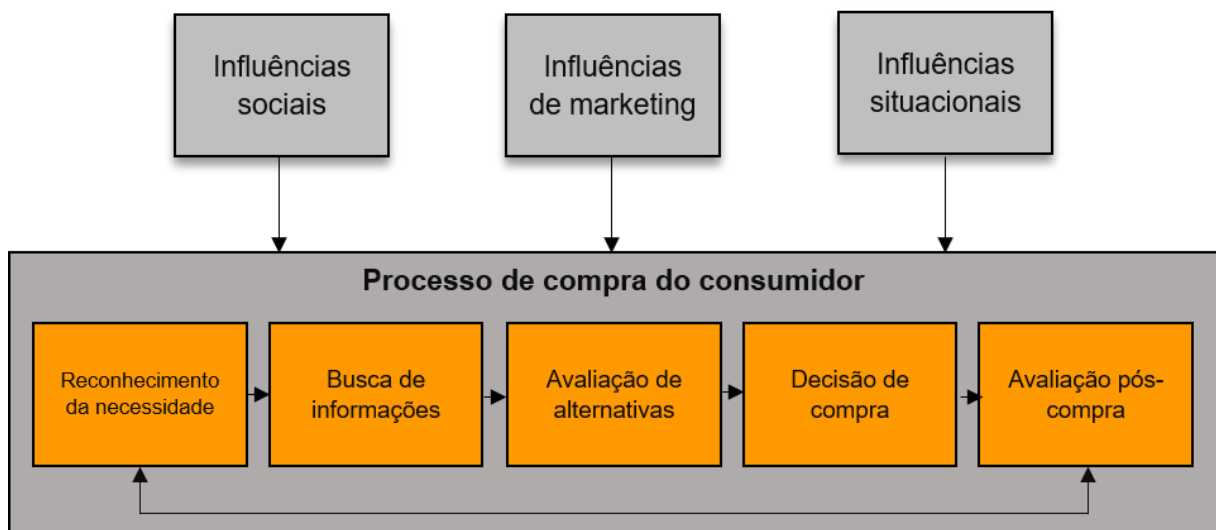 Influências
sociais
Influências
de marketing
Influências
situacionais
Processo de compra do consumidor
Reconhecimento
da necessidade
Busca de
informações
Avaliação de
alternativas
Decisão de
compra
Avaliação pós-
compra